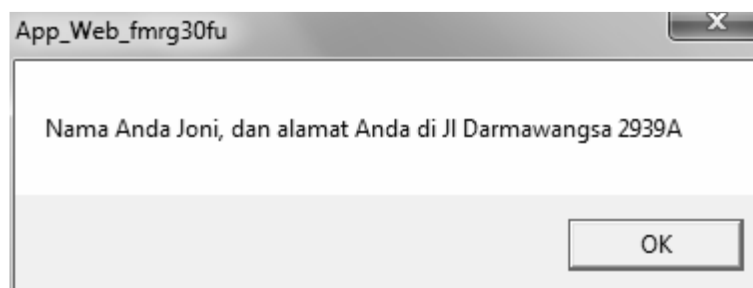 App_Web_fmrg30fu
Nama Anda Joni, dan alamat Anda di Jl Darmawangsa 2939A
OK